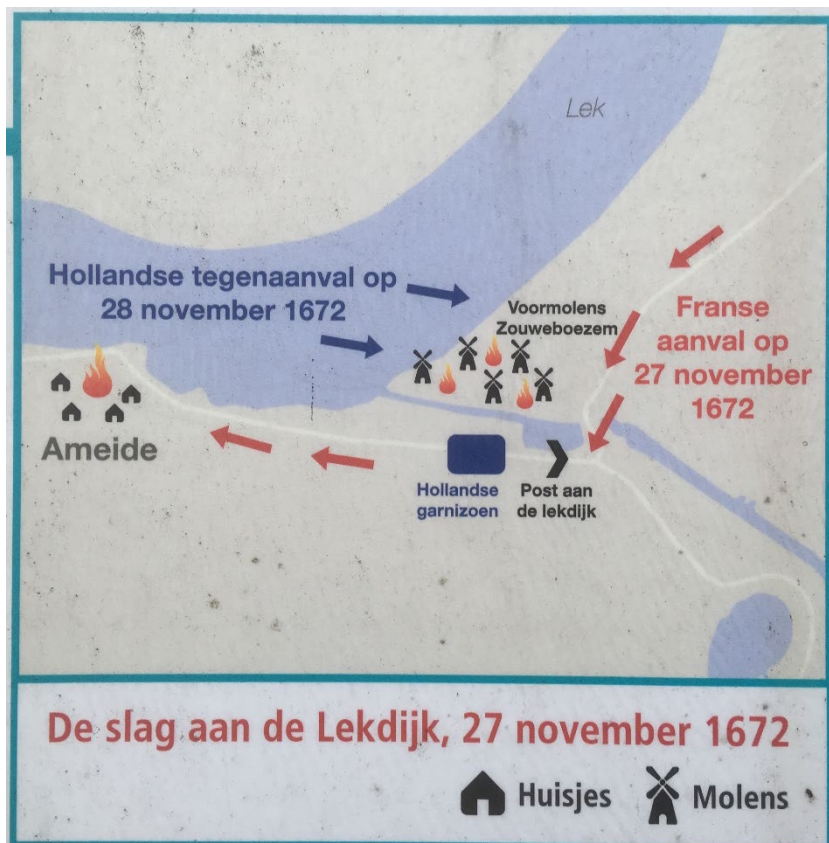 Lek
Hollandse tegenaanval op
28 november 1672
Voormolens
Zouweboezem
Franse
aanval op
27 november
1672
Ameide
Hollandse
garnizoen
Post aan
de lekdijk
De slag aan de Lekdijk, 27 november 1672
Huisjes
Molens